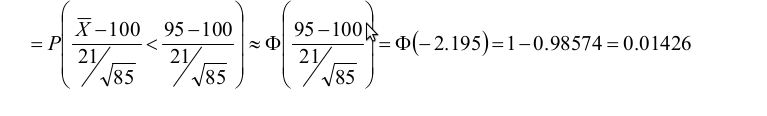 = P( (X̅ − 100)/(21/√85) < (95 − 100)/(21/√85) ) ≈ Φ( (95 − 100)/(21/√85) ) = Φ(− 2.195) = 1 − 0.98574 = 0.01426